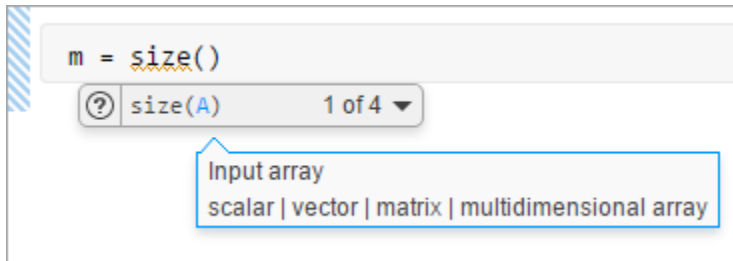 m = size()
? size(A) 1 of 4
Input array
scalar | vector | matrix | multidimensional array